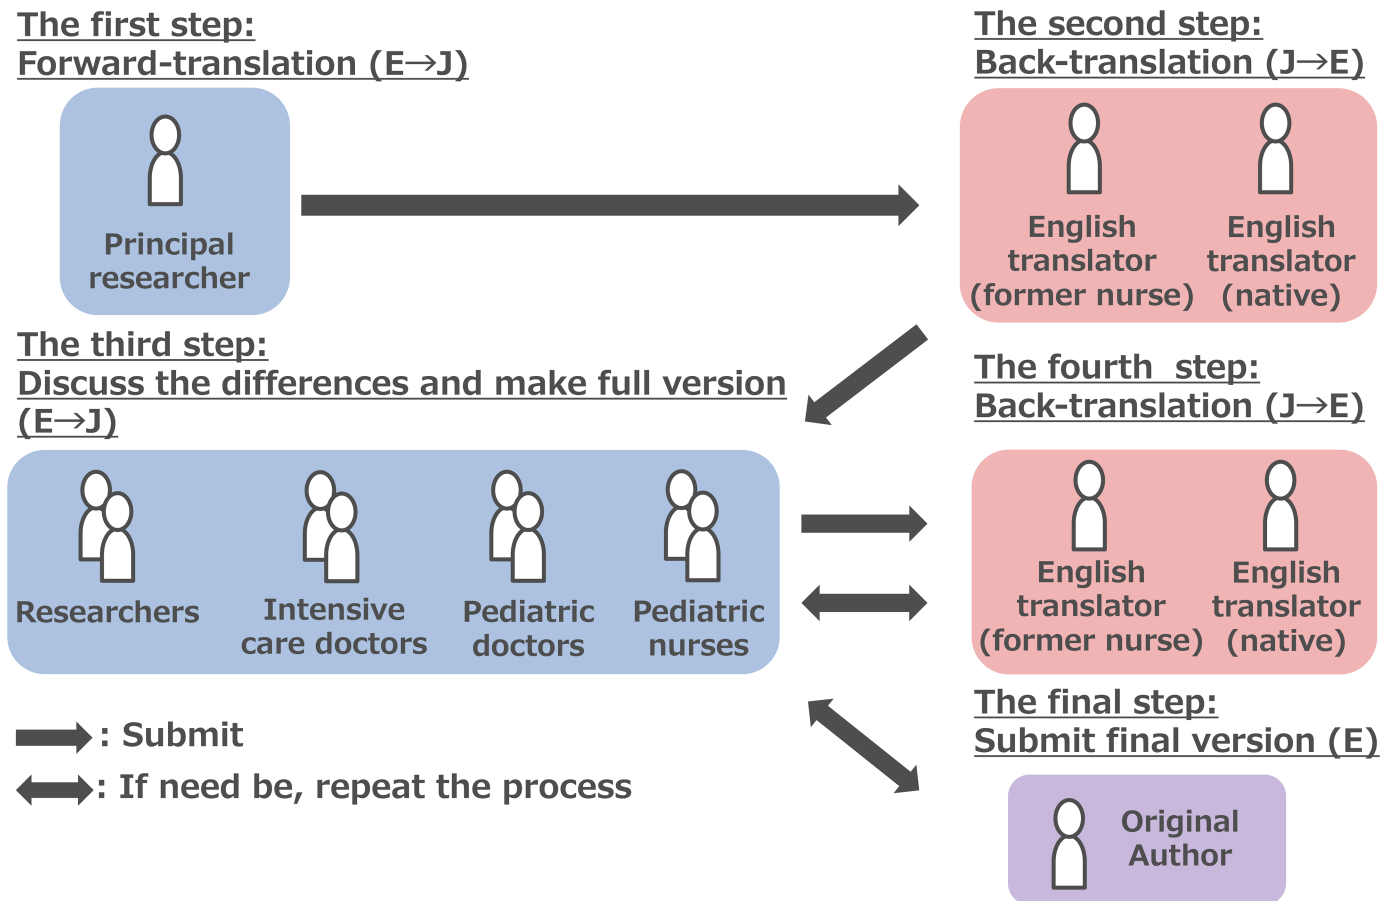 The first step:
Forward-translation (E→J)
Principal
researcher
The second step:
Back-translation (J→E)
English
translator
(former nurse)
English
translator
(native)
The third step:
Discuss the differences and make full version
(E→J)
Researchers
Intensive
care doctors
Pediatric
doctors
Pediatric
nurses
The fourth  step:
Back-translation (J→E)
English
translator
(former nurse)
English
translator
(native)
The final step:
Submit final version (E)
Original
Author
: Submit
: If need be, repeat the process